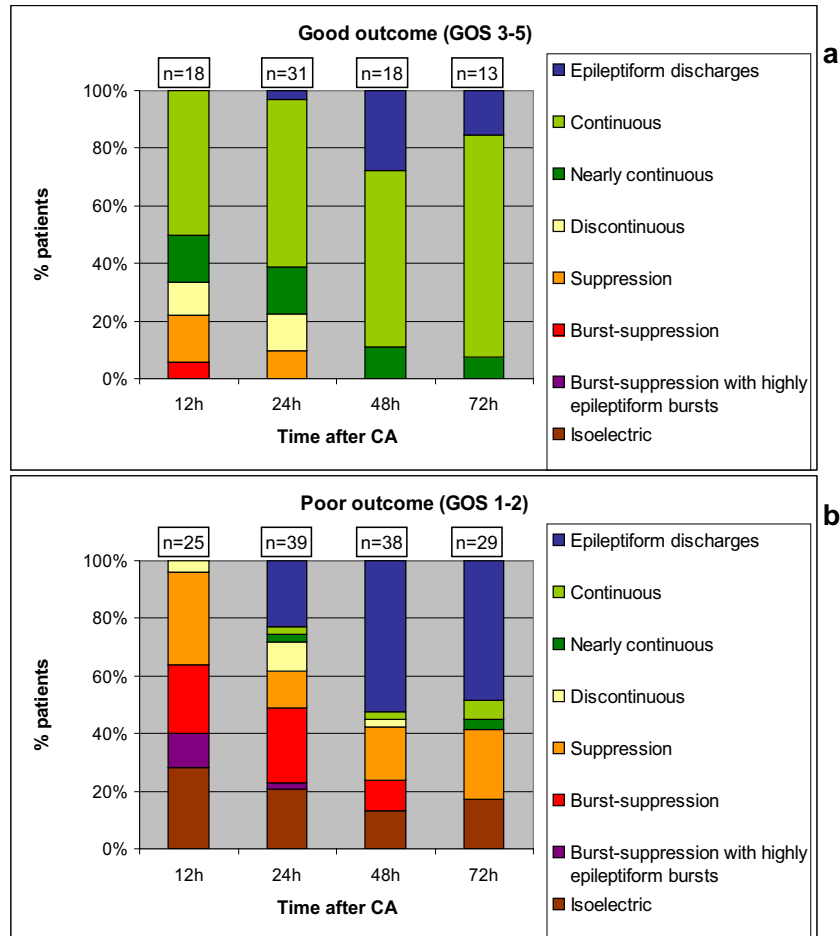 Good outcome (GOS 3-5)
a
n=18 n=31 n=18 n=13
100%
80%
60%
40%
20%
0%
% patients
12h 24h 48h 72h
Time after CA
Epileptiform discharges
Continuous
Nearly continuous
Discontinuous
Suppression
Burst-suppression
Burst-suppression with highly
epileptiform bursts
Isoelectric
Poor outcome (GOS 1-2)
b
n=25 n=39 n=38 n=29
100%
80%
60%
40%
20%
0%
% patients
12h 24h 48h 72h
Time after CA
Epileptiform discharges
Continuous
Nearly continuous
Discontinuous
Suppression
Burst-suppression
Burst-suppression with highly
epileptiform bursts
Isoelectric